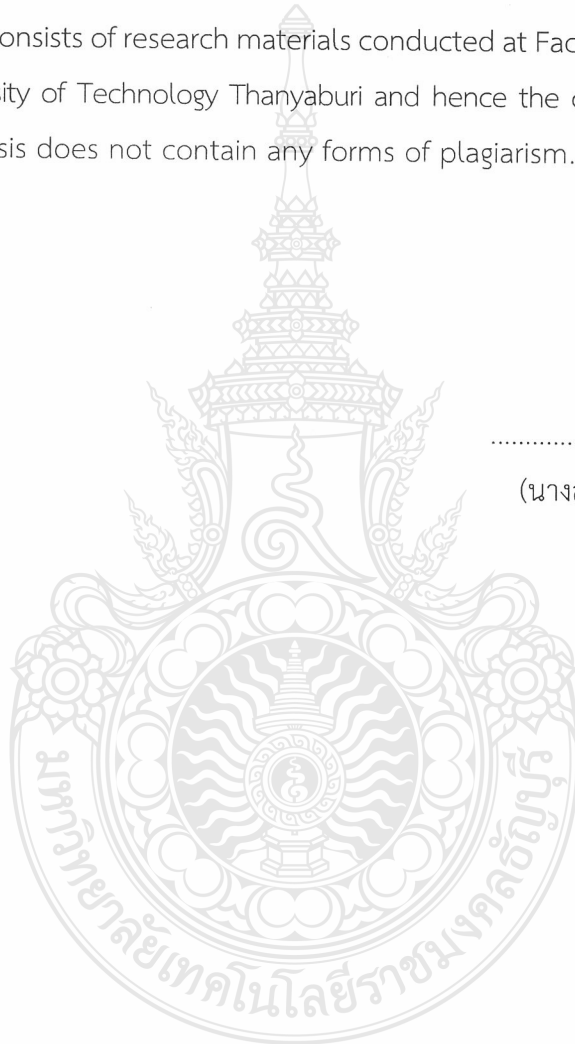 onsists of research materials conducted at Fac
sity of Technology Thanyaburi and hence the
sis does not contain any forms of plagiarism.
...........
(นาง
มหาวิทยาลัยเทคโนโลยีราชมงคลธัญบุรี